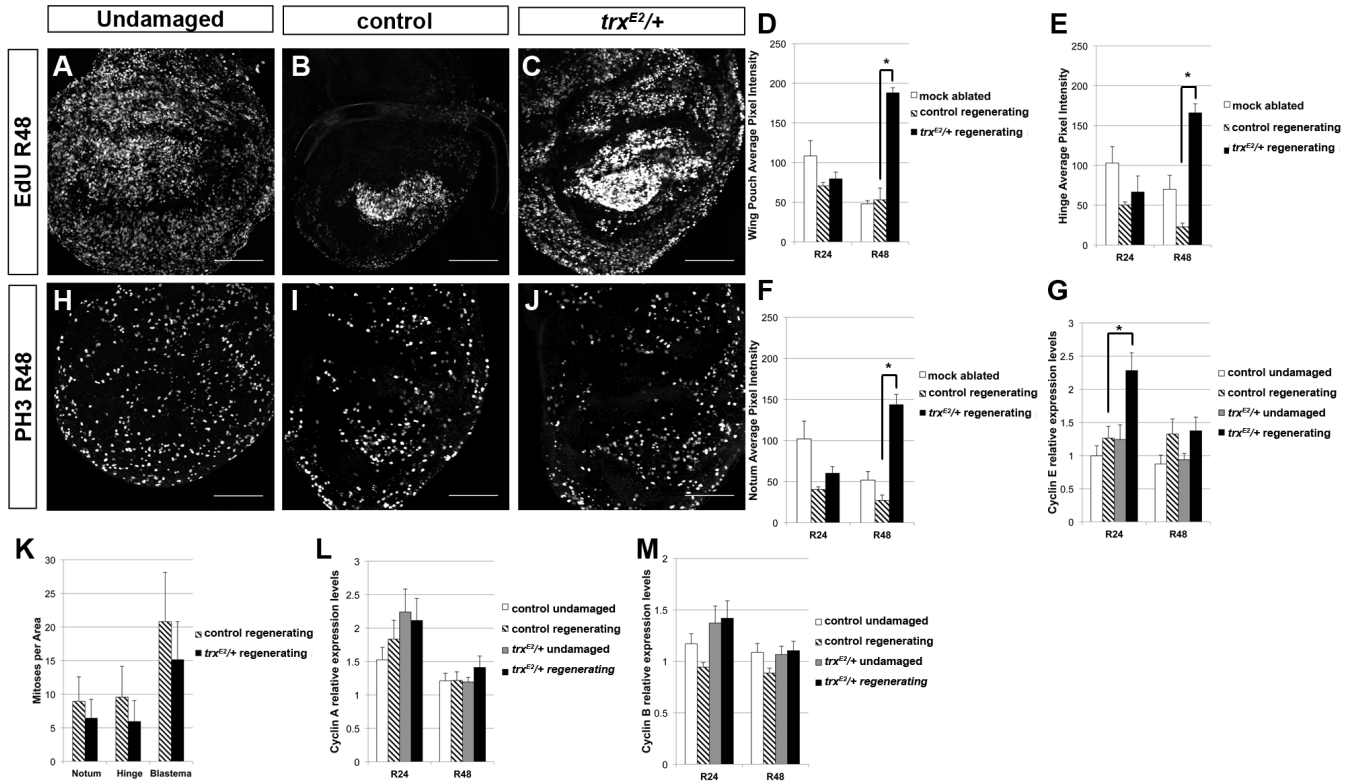 Undamaged
control
trxE2/+
EdU R48
A
B
C
PH3 R48
H
I
J
D
Wing Pouch Average Pixel Intensity
250
200
150
100
50
0
R24
R48
*
mock ablated
control regenerating
trxE2/+ regenerating
E
Hinge Average Pixel Intensity
250
200
150
100
50
0
R24
R48
*
mock ablated
control regenerating
trxE2/+ regenerating
F
Notum Average Pixel Inetnsity
250
200
150
100
50
0
R24
R48
*
mock ablated
control regenerating
trxE2/+ regenerating
G
Cyclin E relative expression levels
3
2.5
2
1.5
1
0.5
0
R24
R48
*
control undamaged
control regenerating
trxE2/+ undamaged
trxE2/+ regenerating
K
Mitoses per Area
30
25
20
15
10
5
0
Notum
Hinge
Blastema
control regenerating
trxE2/+ regenerating
L
Cyclin A relative expression levels
3
2.5
2
1.5
1
0.5
0
R24
R48
control undamaged
control regenerating
trxE2/+ undamaged
trxE2/+ regenerating
M
Cyclin B relative expression levels
2
1.5
1
0.5
0
R24
R48
control undamaged
control regenerating
trxE2/+ undamaged
trxE2/+ regenerating